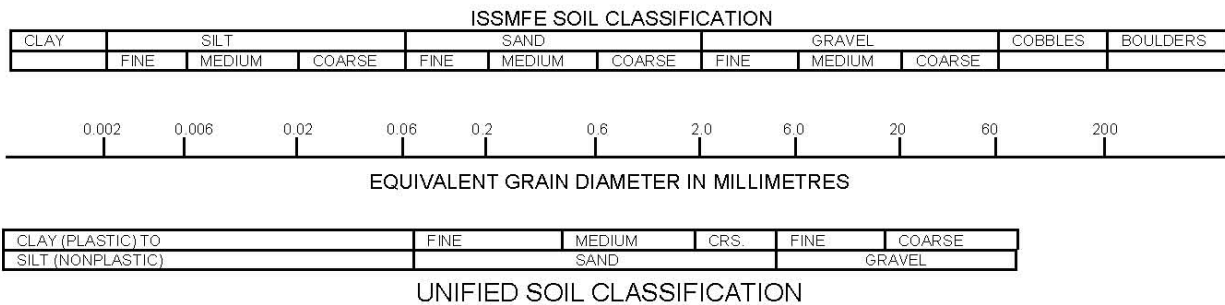 ISSMFE SOIL CLASSIFICATION
CLAY SILT SAND GRAVEL COBBLES BOULDERS
FINE MEDIUM COARSE FINE MEDIUM COARSE FINE MEDIUM COARSE
0.002 0.006 0.02 0.06 0.2 0.6 2.0 6.0 20 60 200
EQUIVALENT GRAIN DIAMETER IN MILLIMETRES
CLAY (PLASTIC) TO FINE MEDIUM CRS. FINE COARSE
SILT (NONPLASTIC) SAND GRAVEL
UNIFIED SOIL CLASSIFICATION